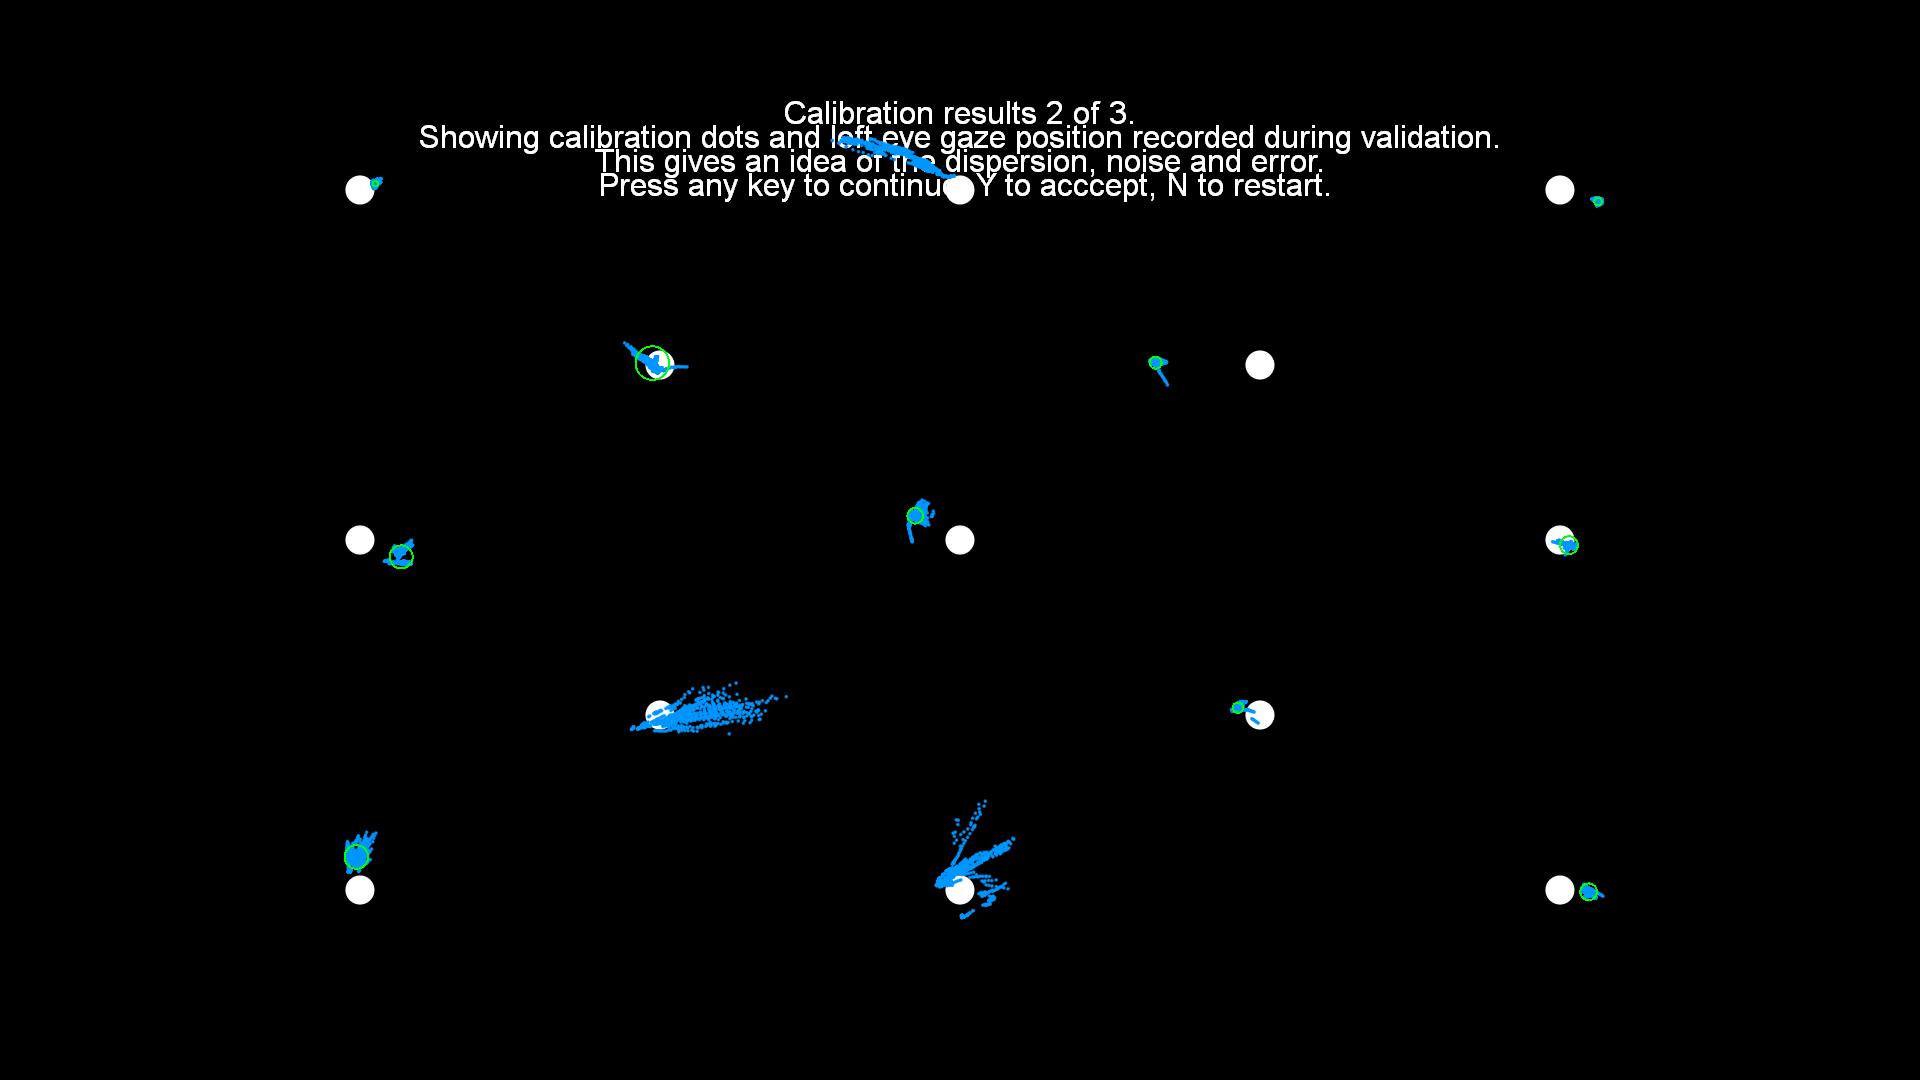 Calibration results 2 of 3.
Showing calibration dots and left eye gaze position recorded during validation.
This gives an idea of the dispersion, noise and error.
Press any key to continue, Y to acccept, N to restart.